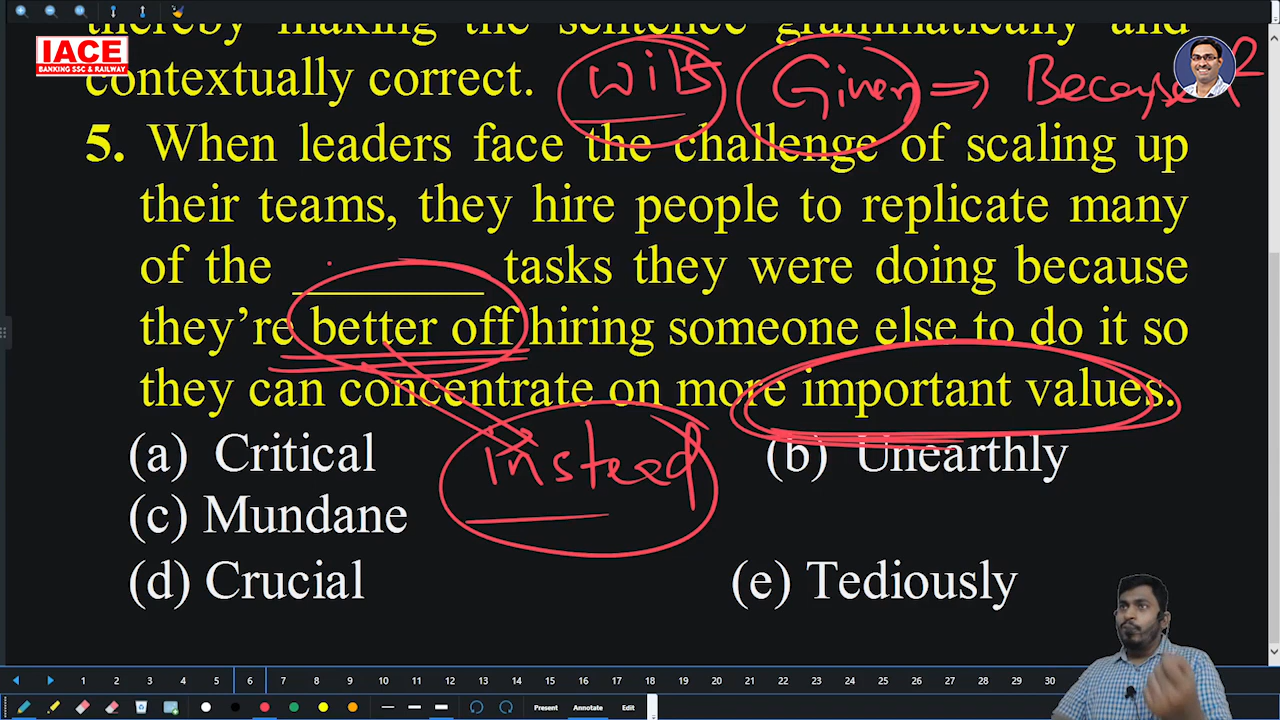 thereby making the sentence grammatically and
IACE
BANKING SSC & RAILWAY
contextually correct.
Given => Because
5. When leaders face the challenge of scaling up
their teams, they hire people to replicate many
of the __________ tasks they were doing because
they're better off hiring someone else to do it so
they can concentrate on more important values.
(a) Critical
(b) Unearthly
instead
(c) Mundane
(d) Crucial
(e) Tediously
1 2 3 4 5 6 7 8 9 10 11 12 13 14 15 16 17 18 19 20 21 22 23 24 25 26 27 28 29 30
Present Annotate Edit